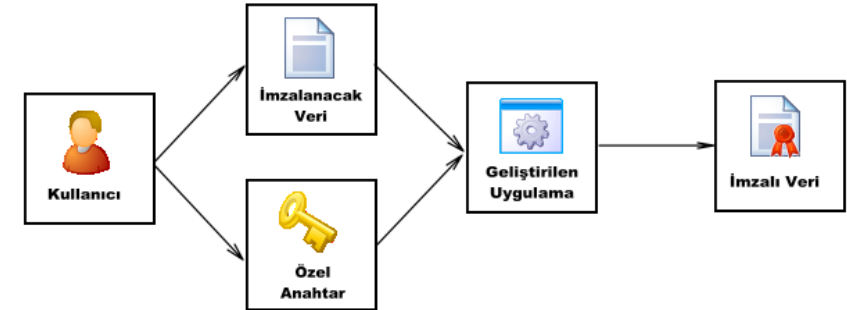 Kullanıcı
İmzalanacak
Veri
Özel
Anahtar
Geliştirilen
Uygulama
İmzalı Veri